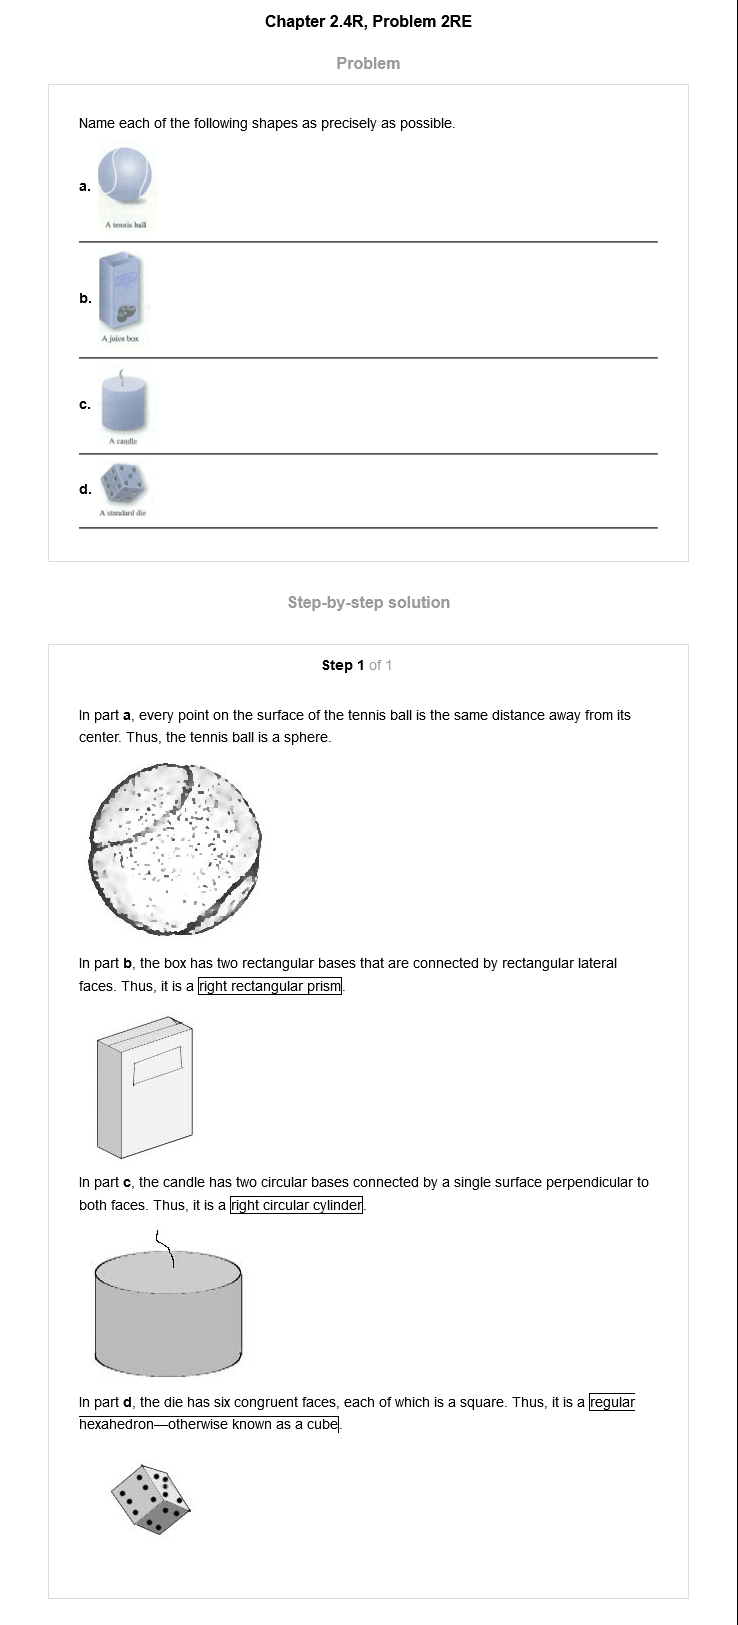 Chapter 2.4R, Problem 2RE
Problem
Name each of the following shapes as precisely as possible.
a.
A tennis ball
b.
A juice box
c.
A candle
d.
A standard die
Step-by-step solution
Step 1 of 1
In part a, every point on the surface of the tennis ball is the same distance away from its
center. Thus, the tennis ball is a sphere.
In part b, the box has two rectangular bases that are connected by rectangular lateral
faces. Thus, it is a right rectangular prism.
In part c, the candle has two circular bases connected by a single surface perpendicular to
both faces. Thus, it is a right circular cylinder.
In part d, the die has six congruent faces, each of which is a square. Thus, it is a regular
hexahedron—otherwise known as a cube.